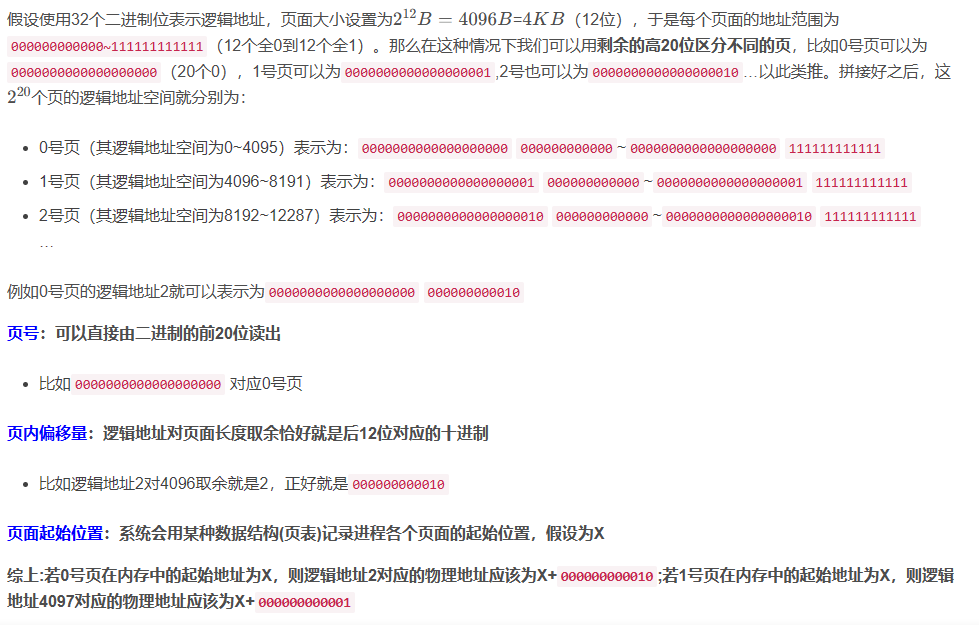 假设使用32个二进制位表示逻辑地址，页面大小设置为2^12B = 4096B=4KB（12位），于是每个页面的地址范围为
000000000000~111111111111（12个全0到12个全1）。那么在这种情况下我们可以用剩余的高20位区分不同的页，比如0号页可以为
0000000000000000000（20个0），1号页可以为 0000000000000000001 ,2号也可以为 0000000000000000010 …以此类推。拼接好之后，这
2^20个页的逻辑地址空间就分别为：
• 0号页（其逻辑地址空间为0~4095）表示为： 0000000000000000000 000000000000 ~ 0000000000000000000 111111111111
• 1号页（其逻辑地址空间为4096~8191）表示为： 0000000000000000001 000000000000 ~ 0000000000000000001 111111111111
• 2号页（其逻辑地址空间为8192~12287）表示为： 0000000000000000010 000000000000 ~ 0000000000000000010 111111111111
…
例如0号页的逻辑地址2就可以表示为 0000000000000000000 000000000010
页号：可以直接由二进制的前20位读出
• 比如 0000000000000000000 对应0号页
页内偏移量：逻辑地址对页面长度取余恰好就是后12位对应的十进制
• 比如逻辑地址2对4096取余就是2，正好就是 000000000010
页面起始位置：系统会用某种数据结构(页表)记录进程各个页面的起始位置，假设为X
综上:若0号页在内存中的起始地址为X，则逻辑地址2对应的物理地址应该为X+ 000000000010 ;若1号页在内存中的起始地址为X，则逻辑
地址4097对应的物理地址应该为X+ 000000000001